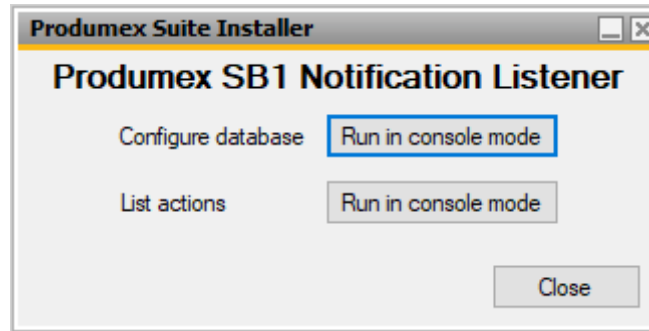 Produmex Suite Installer
Produmex SB1 Notification Listener
Configure database Run in console mode
List actions Run in console mode
Close